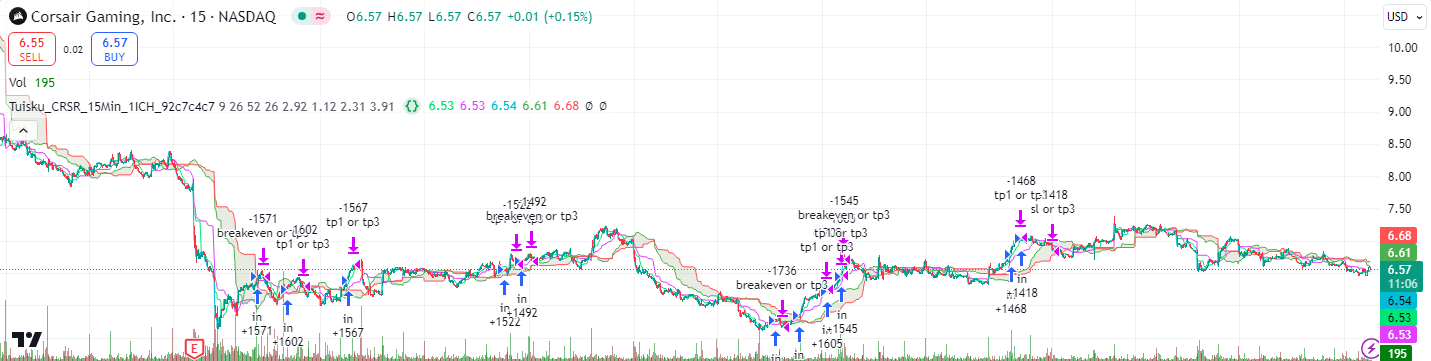 Corsair Gaming, Inc. · 15 · NASDAQ
O6.57 H6.57 L6.57 C6.57 +0.01 (+0.15%)
USD
6.55
SELL
0.02
6.57
BUY
Vol 195
Tuisku_CRSR_15Min_1ICH_92c7c4c7 9 26 52 26 2.92 1.12 2.31 3.91 {} 6.53 6.53 6.54 6.61 6.68 Ø Ø
10.00
9.50
9.00
8.50
8.00
7.50
6.68
6.61
6.57
11:06
6.54
6.53
6.53
195
-1571
breakeven or tp3
-1602
tp1 or tp3
-1567
tp1 or tp3
-1492
breakeven or tp3
-1736
breakeven or tp3
-1545
breakeven or tp3
tp1 or tp3
-1468
tp1 or tp3
-1418
sl or tp3
in
+1571
in
+1602
in
+1567
in
+1522
in
+1492
in
in
in
+1545
+1605
in
+1418
+1468
E